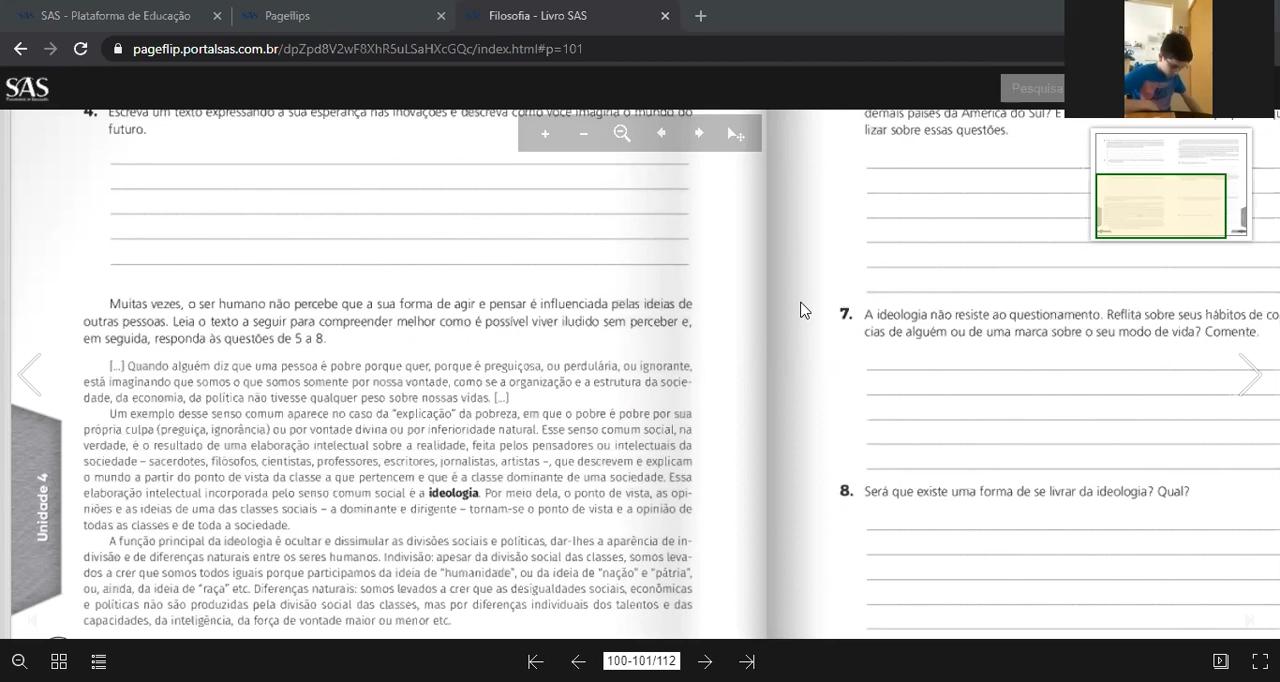 SAS - Plataforma de Educação
Pageflips
Filosofia - Livro SAS
pageflip.portalsas.com.br/dpZpd8V2wF8XhR5uLSaHXcGQc/index.html#p=101
SAS
Pesquisa
4. Escreva um texto expressando a sua esperança nas inovações e descreva como você imagina o mundo do
futuro.
Muitas vezes, o ser humano não percebe que a sua forma de agir e pensar é influenciada pelas ideias de
outras pessoas. Leia o texto a seguir para compreender melhor como é possível viver iludido sem perceber e,
em seguida, responda às questões de 5 a 8.
[...] Quando alguém diz que uma pessoa é pobre porque quer, porque é preguiçosa, ou perdulária, ou ignorante,
está imaginando que somos o que somos somente por nossa vontade, como se a organização e a estrutura da socie-
dade, da economia, da política não tivesse qualquer peso sobre nossas vidas. [...]
Um exemplo desse senso comum aparece no caso da "explicação" da pobreza, em que o pobre é pobre por sua
própria culpa (preguiça, ignorância) ou por vontade divina ou por inferioridade natural. Esse senso comum social, na
verdade, é o resultado de uma elaboração intelectual sobre a realidade, feita pelos pensadores ou intelectuais da
sociedade – sacerdotes, filósofos, cientistas, professores, escritores, jornalistas, artistas –, que descrevem e explicam
o mundo a partir do ponto de vista da classe a que pertencem e que é a classe dominante de uma sociedade. Essa
elaboração intelectual incorporada pelo senso comum social é a ideologia. Por meio dela, o ponto de vista, as opi-
niões e as ideias de uma das classes sociais – a dominante e dirigente – tornam-se o ponto de vista e a opinião de
todas as classes e de toda a sociedade.
A função principal da ideologia é ocultar e dissimular as divisões sociais e políticas, dar-lhes a aparência de in-
divisão e de diferenças naturais entre os seres humanos. Indivisão: apesar da divisão social das classes, somos leva-
dos a crer que somos todos iguais porque participamos da ideia de "humanidade", ou da ideia de "nação" e "pátria",
ou, ainda, da ideia de "raça" etc. Diferenças naturais: somos levados a crer que as desigualdades sociais, econômicas
e políticas não são produzidas pela divisão social das classes, mas por diferenças individuais dos talentos e das
capacidades, da inteligência, da força de vontade maior ou menor etc.
Unidade 4
demais países da América do Sul? E
lizar sobre essas questões.
7. A ideologia não resiste ao questionamento. Reflita sobre seus hábitos de co
cias de alguém ou de uma marca sobre o seu modo de vida? Comente.
8. Será que existe uma forma de se livrar da ideologia? Qual?
100-101/112